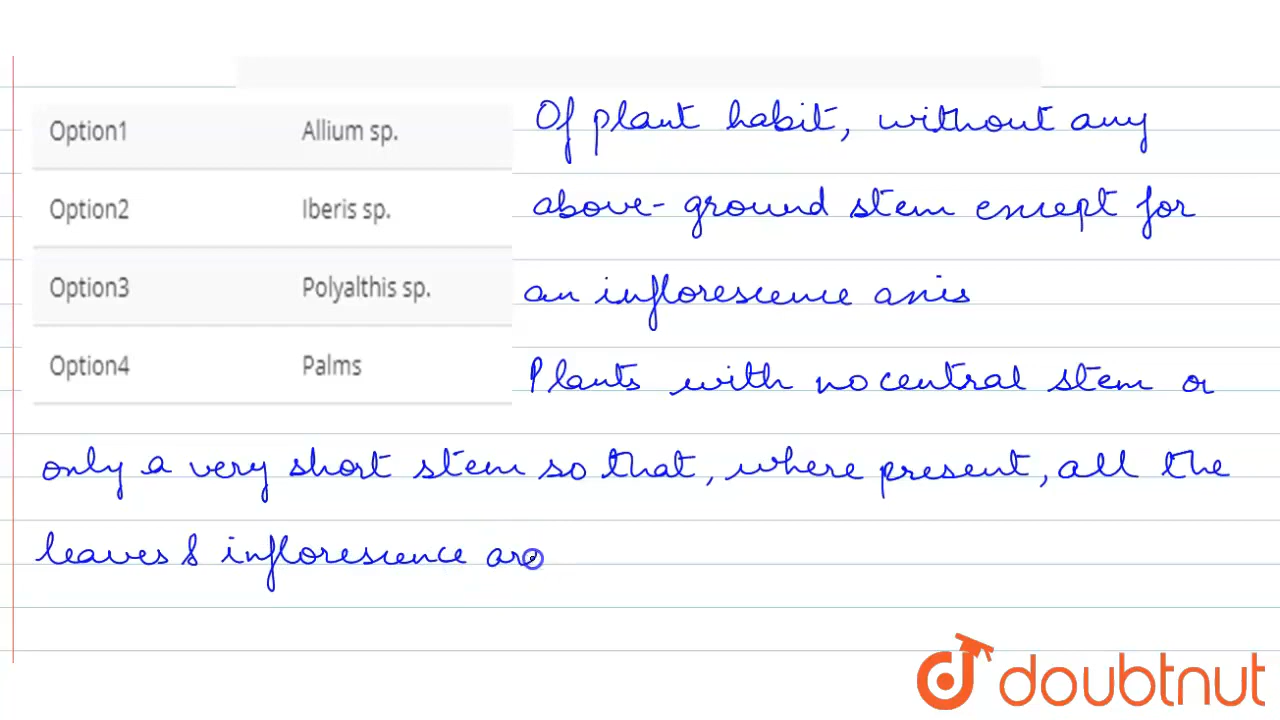 Option1 Allium sp. Of plant habit, without any
Option2 Iberis sp. above-ground stem except for
Option3 Polyalthis sp. an inflorescence axis
Option4 Palms Plants with no central stem or
only a very short stem so that, where present, all the
leaves & inflorescence are
doubtnut